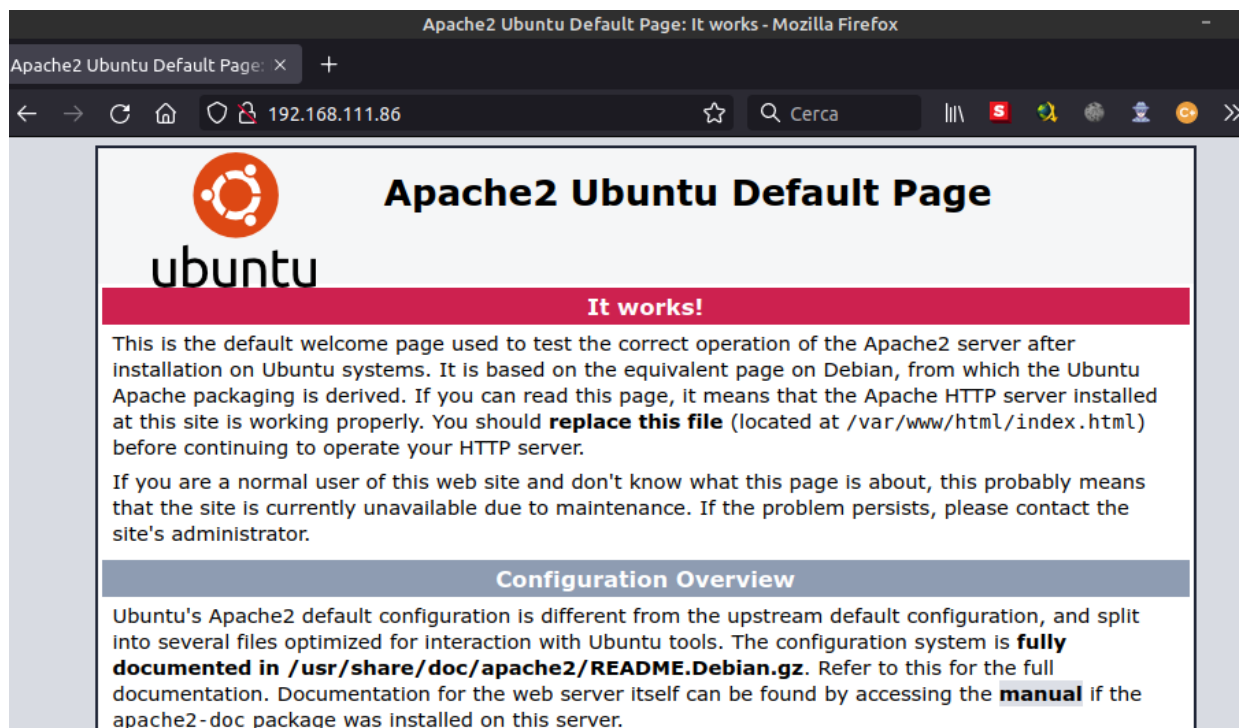 Apache2 Ubuntu Default Page: It works - Mozilla Firefox
Apache2 Ubuntu Default Page:
192.168.111.86
Cerca
Apache2 Ubuntu Default Page
ubuntu
It works!
This is the default welcome page used to test the correct operation of the Apache2 server after
installation on Ubuntu systems. It is based on the equivalent page on Debian, from which the Ubuntu
Apache packaging is derived. If you can read this page, it means that the Apache HTTP server installed
at this site is working properly. You should replace this file (located at /var/www/html/index.html)
before continuing to operate your HTTP server.
If you are a normal user of this web site and don't know what this page is about, this probably means
that the site is currently unavailable due to maintenance. If the problem persists, please contact the
site's administrator.
Configuration Overview
Ubuntu's Apache2 default configuration is different from the upstream default configuration, and split
into several files optimized for interaction with Ubuntu tools. The configuration system is fully
documented in /usr/share/doc/apache2/README.Debian.gz. Refer to this for the full
documentation. Documentation for the web server itself can be found by accessing the manual if the
apache2-doc package was installed on this server.